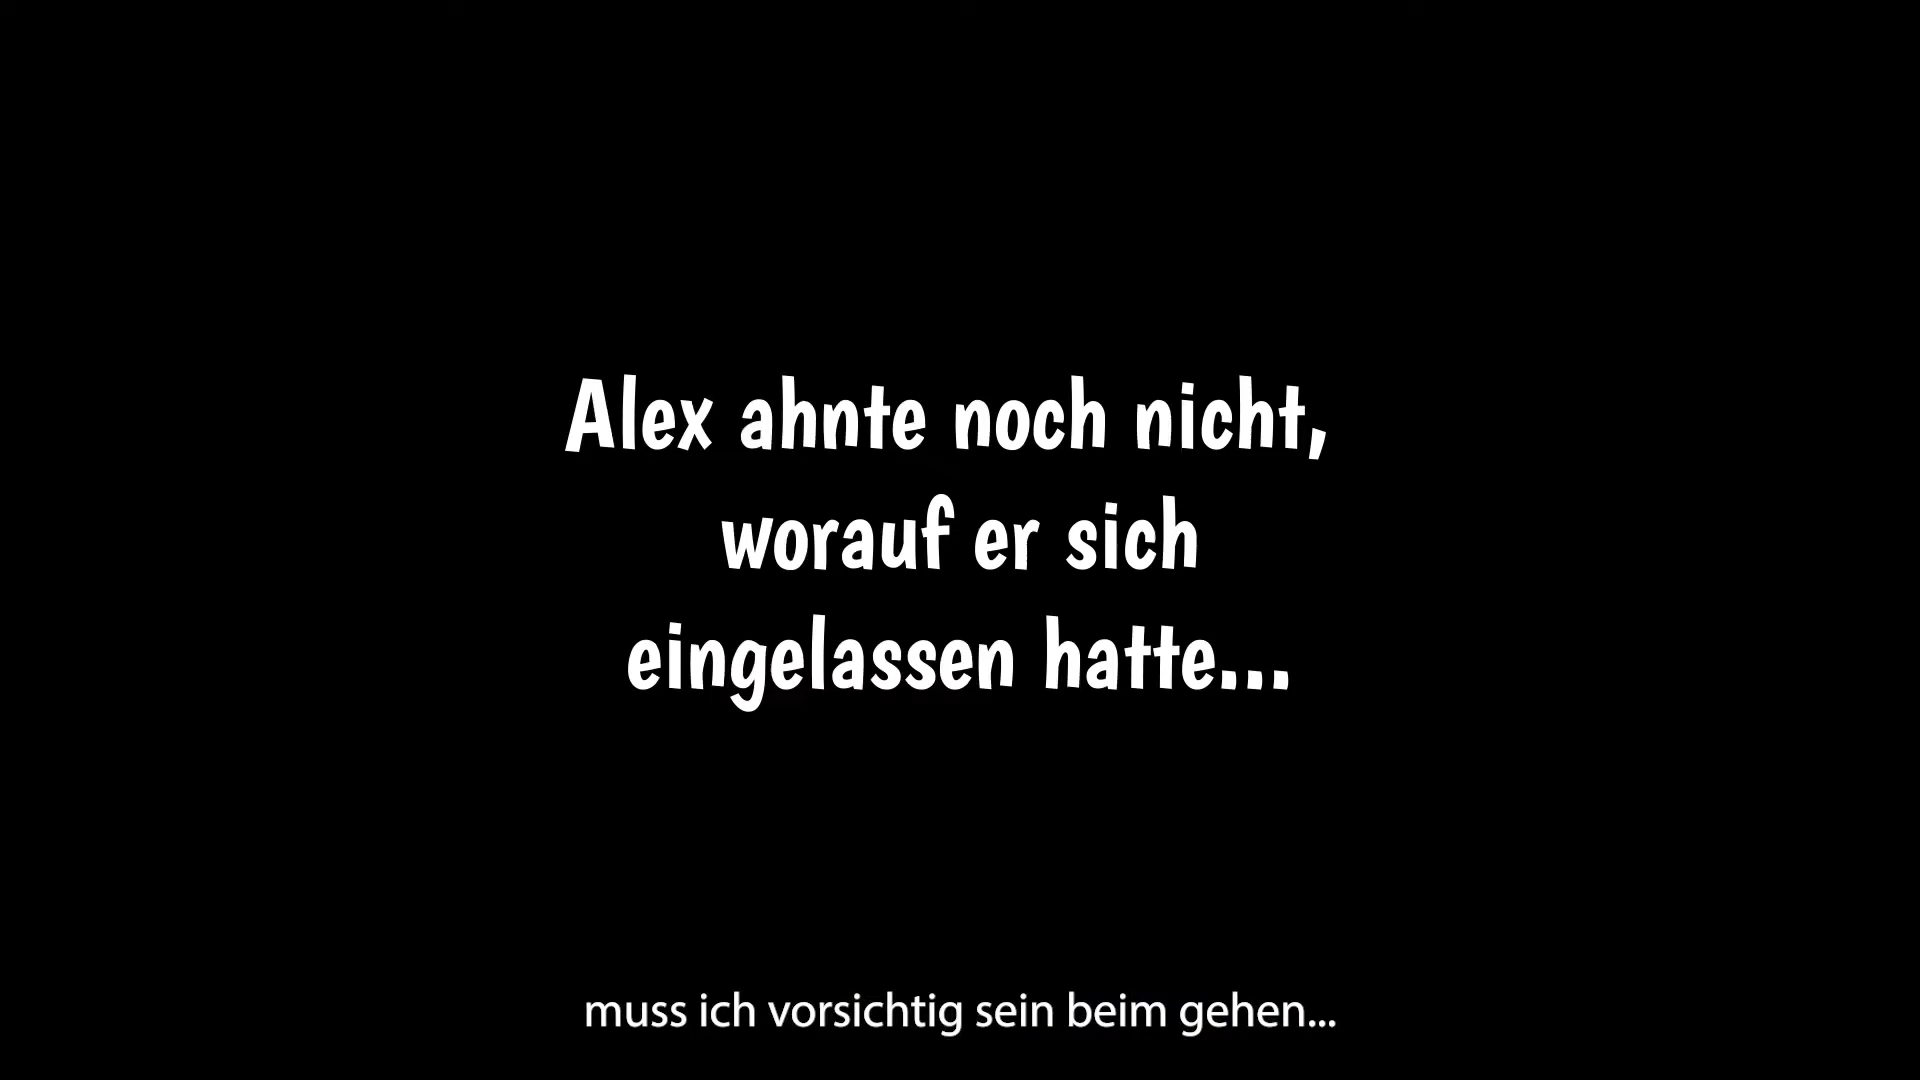 Alex ahnte noch nicht,
worauf er sich
eingelassen hatte...
muss ich vorsichtig sein beim gehen...